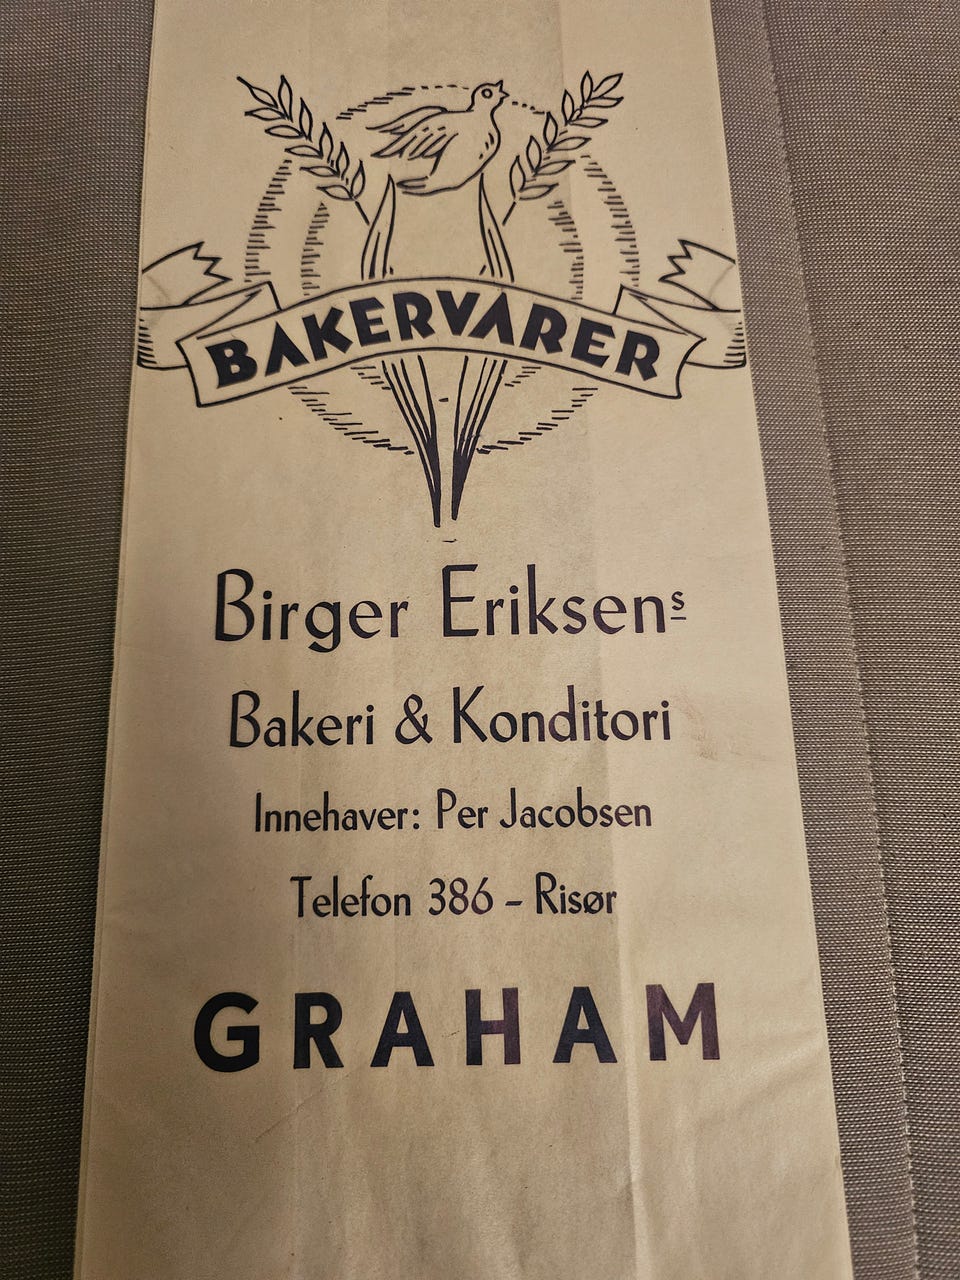 BAKERVARER
Birger Eriksens
Bakeri & Konditori
Innehaver: Per Jacobsen
Telefon 386 - Risør
GRAHAM